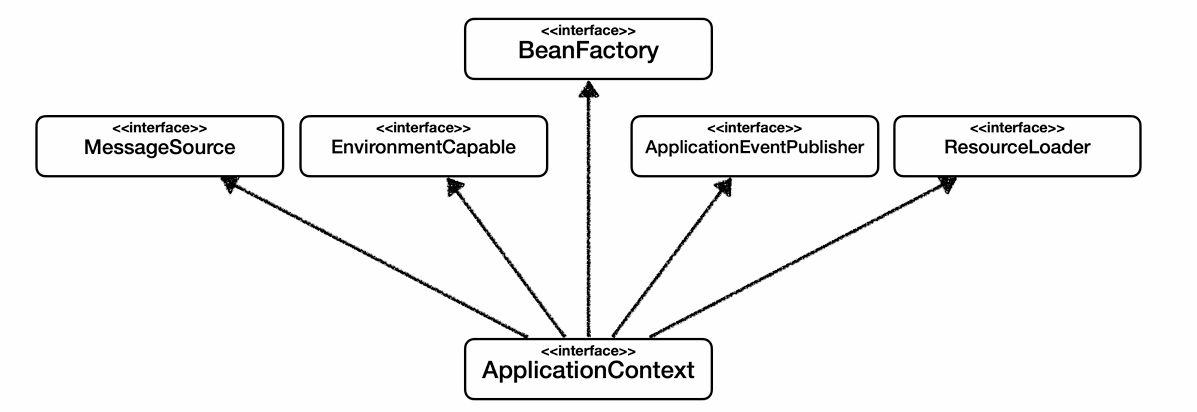 <<interface>>
BeanFactory
<<interface>>
MessageSource
<<interface>>
EnvironmentCapable
<<interface>>
ApplicationEventPublisher
<<interface>>
ResourceLoader
<<interface>>
ApplicationContext